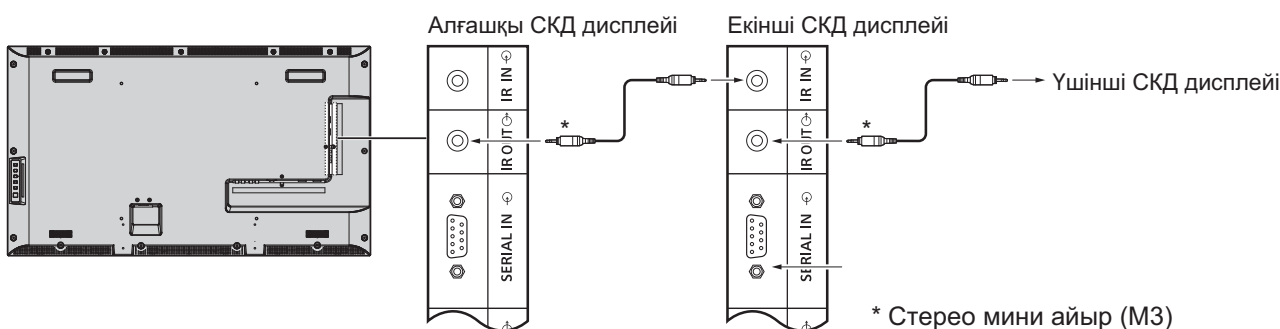 Алғашқы СКД дисплейі
Екінші СКД дисплейі
IR IN
IR OUT
SERIAL IN
*
IR IN
IR OUT
SERIAL IN
*
Үшінші СКД дисплейі
* Стерео мини айыр (M3)